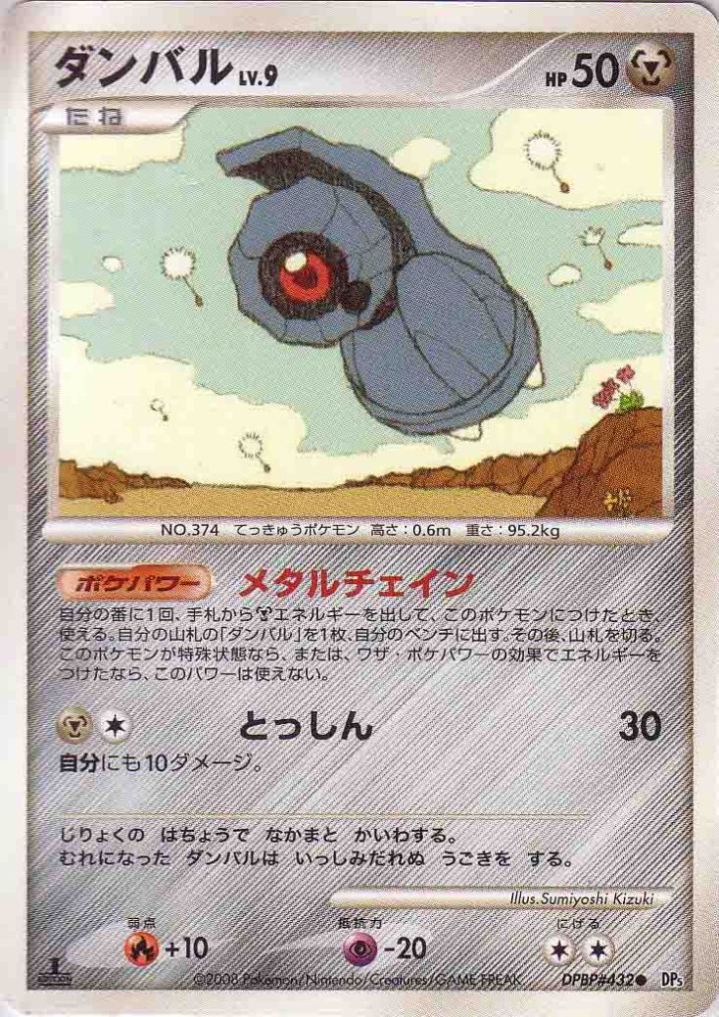 ダンバル LV.9 HP 50
たね
NO.374 てっきゅうポケモン 高さ:0.6m 重さ:95.2kg
ポケパワー メタルチェイン
自分の番に1回、手札からエネルギーを出して、このポケモンにつけたとき、
使える。自分の山札の「ダンバル」を1枚、自分のベンチに出す。その後、山札を切る。
このポケモンが特殊状態なら、または、ワザ・ポケパワーの効果でエネルギーを
つけたなら、このパワーは使えない。
とっしん 30
自分にも10ダメージ。
じりょくの はちょうで なかまと かいわする。
むれになった ダンバルは いっしみだれぬ うごきを する。
Illus.Sumiyoshi Kizuki
弱点 抵抗力 にげる
+10 -20
©2008 Pokémon/Nintendo/Creatures/GAME FREAK. DPBP#432 DPs
1
EDITION